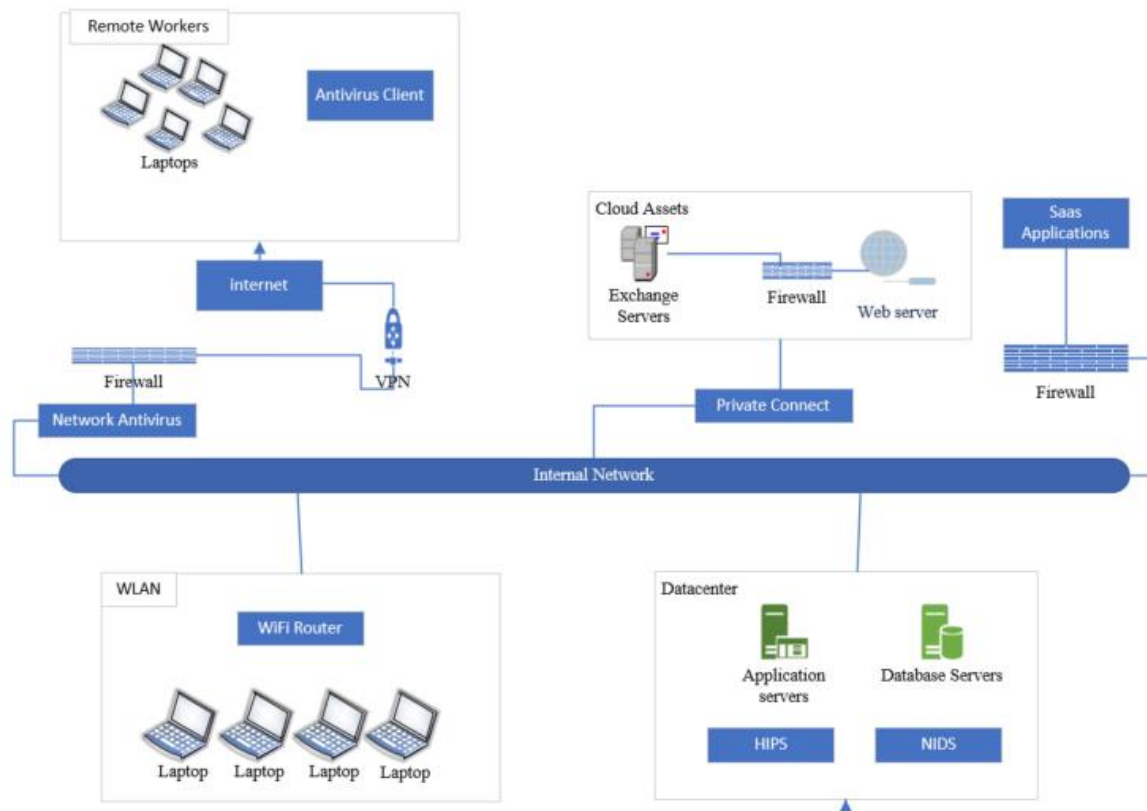 Remote Workers
Antivirus Client
Laptops
Cloud Assets
Saas
Applications
Internet
Exchange
Servers
Firewall
Web server
Firewall
VPN
Firewall
Network Antivirus
Private Connect
Internal Network
WLAN
WiFi Router
Laptop
Laptop
Laptop
Laptop
Datacenter
Application
servers
Database Servers
HIPS
NIDS